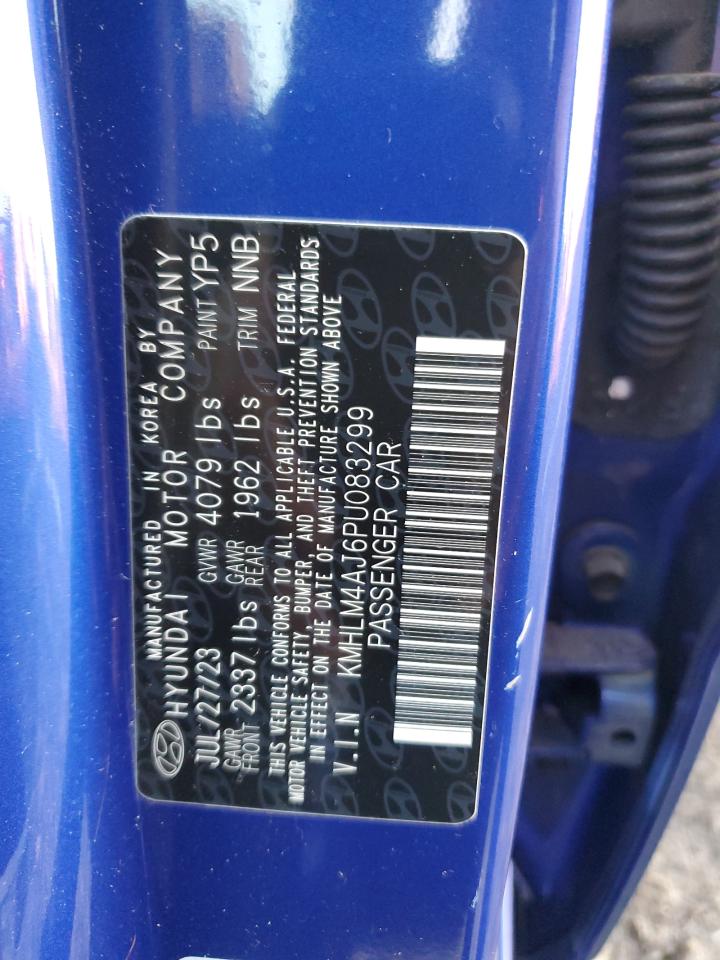 MANUFACTURED IN KOREA BY
HYUNDAI MOTOR COMPANY
JUL/27/23 GVWR 4079 lbs PAINT YP5
GAWR FRONT 2337 lbs GAWR REAR 1962 lbs TRIM NNB
THIS VEHICLE CONFORMS TO ALL APPLICABLE U.S.A. FEDERAL
MOTOR VEHICLE SAFETY, BUMPER, AND THEFT PREVENTION STANDARDS
IN EFFECT ON THE DATE OF MANUFACTURE SHOWN ABOVE
V.I.N KMHLM4AJ6PU083299
PASSENGER CAR